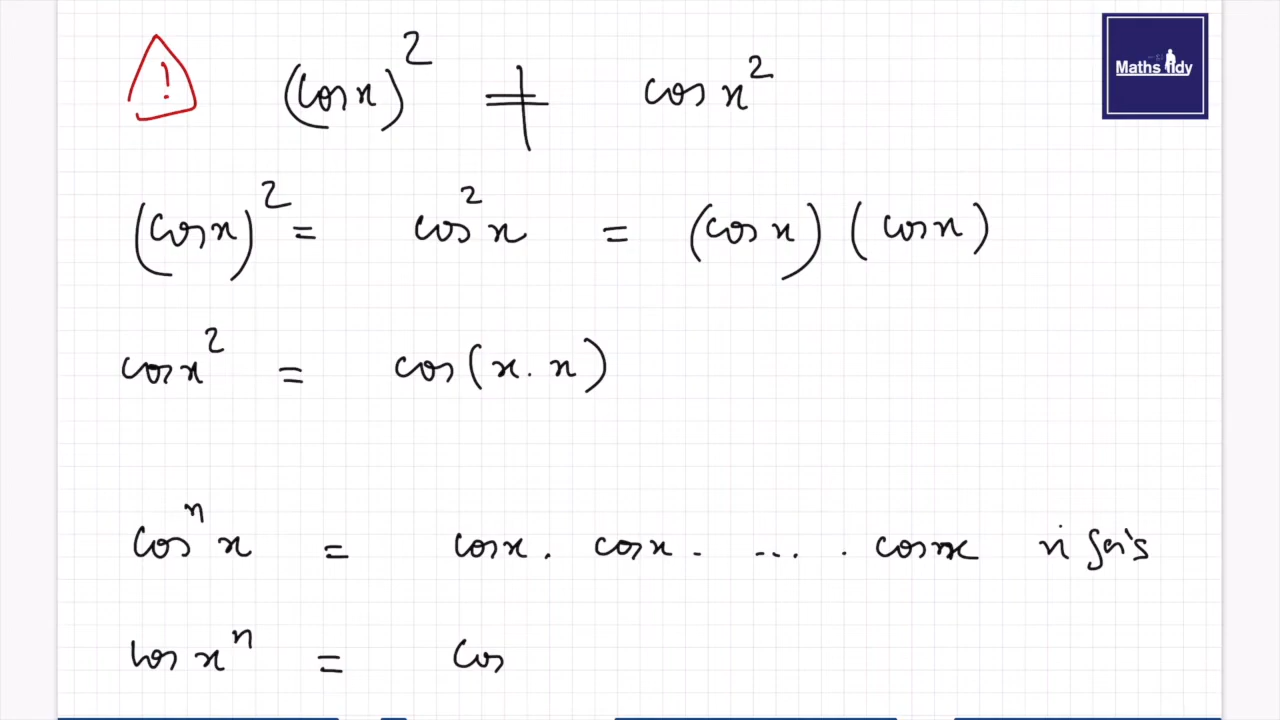 ! (cos x)² ≠ cos x²
Maths Andy
(cos x)² = cos² x = (cos x) (cos x)
cos x² = cos (x . x)
cosⁿ x = cos x . cos x . .... . cos x n fois
cos xⁿ = cos